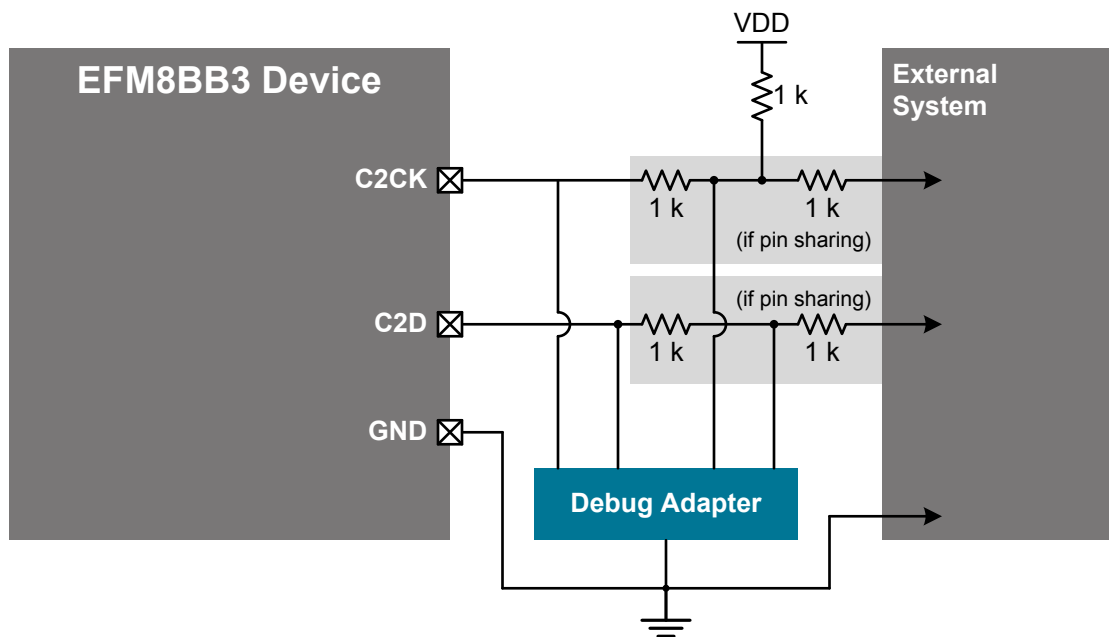 VDD
EFM8BB3 Device
External
System
1 k
C2CK
1 k
1 k
(if pin sharing)
(if pin sharing)
C2D
1 k
1 k
GND
Debug Adapter